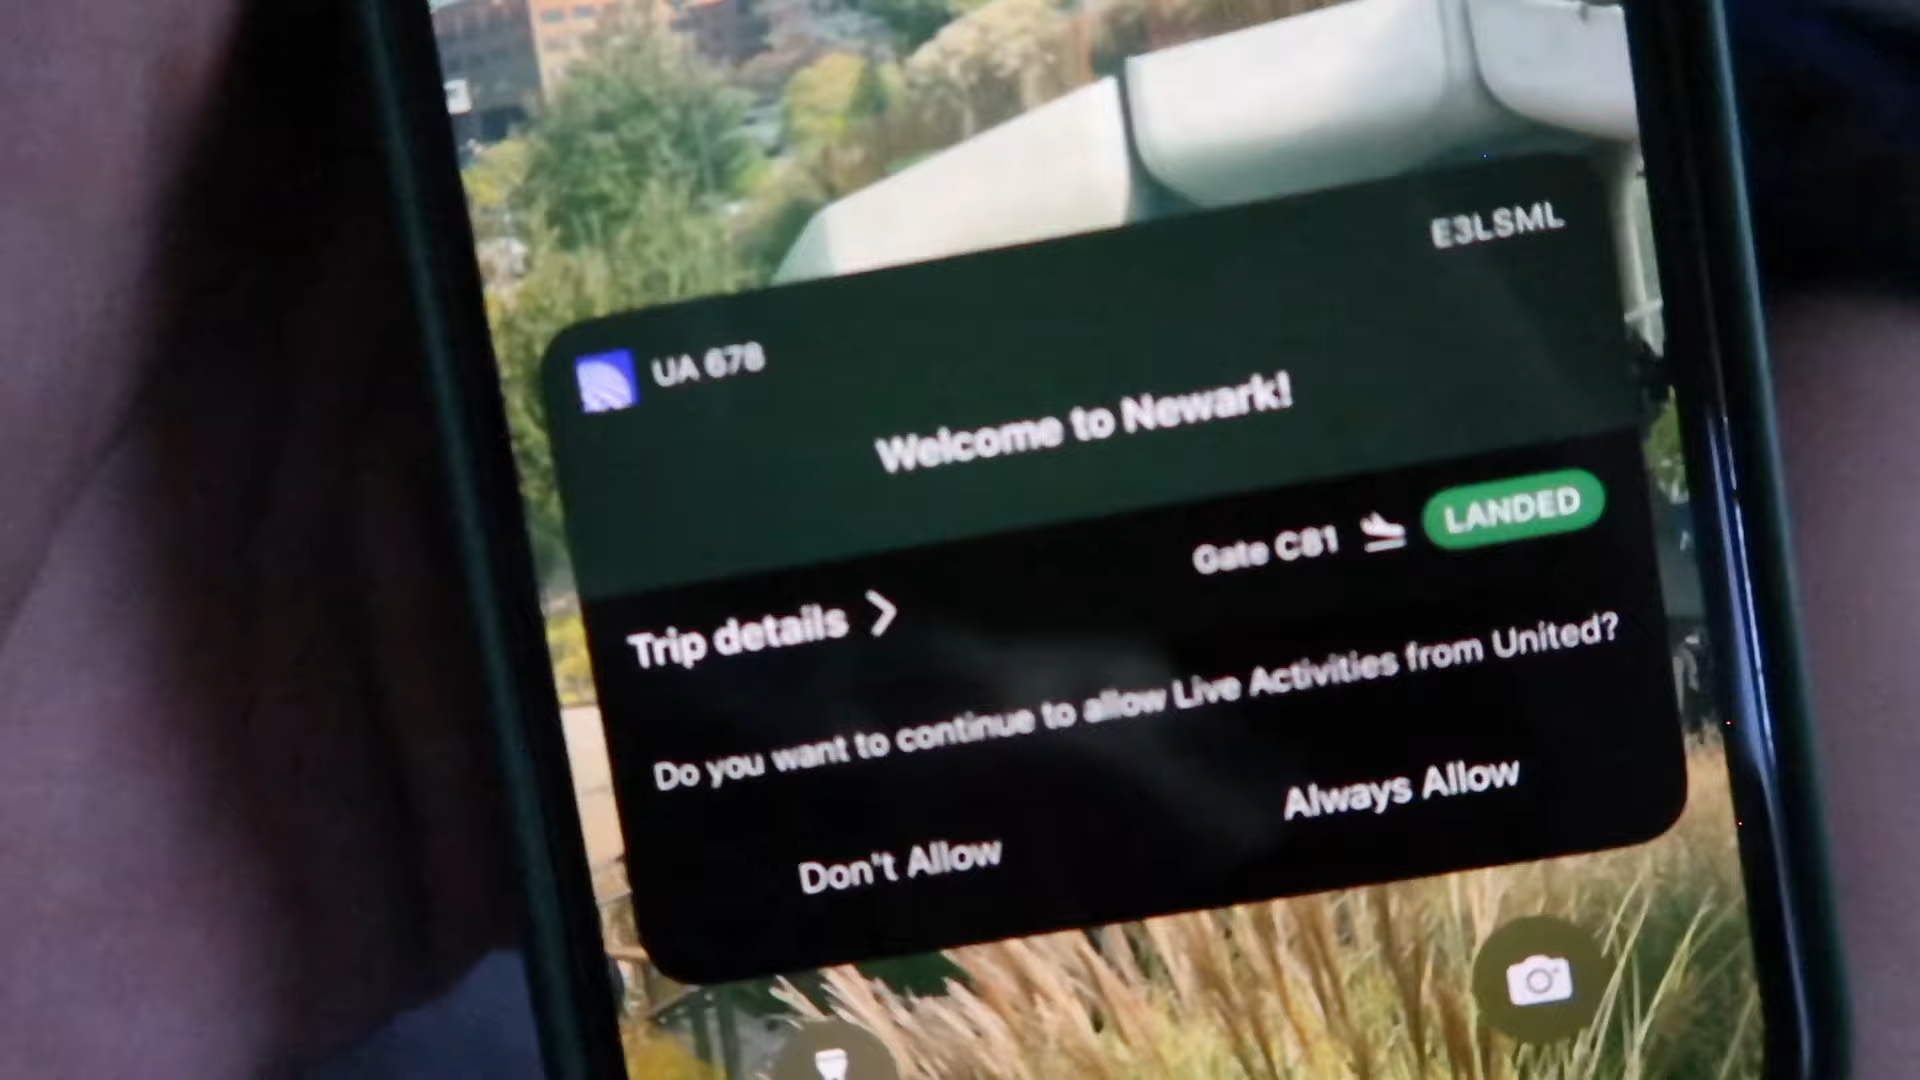 E3LSML
UA 678
Welcome to Newark!
Gate C81 LANDED
Trip details
Do you want to continue to allow Live Activities from United?
Don't Allow
Always Allow